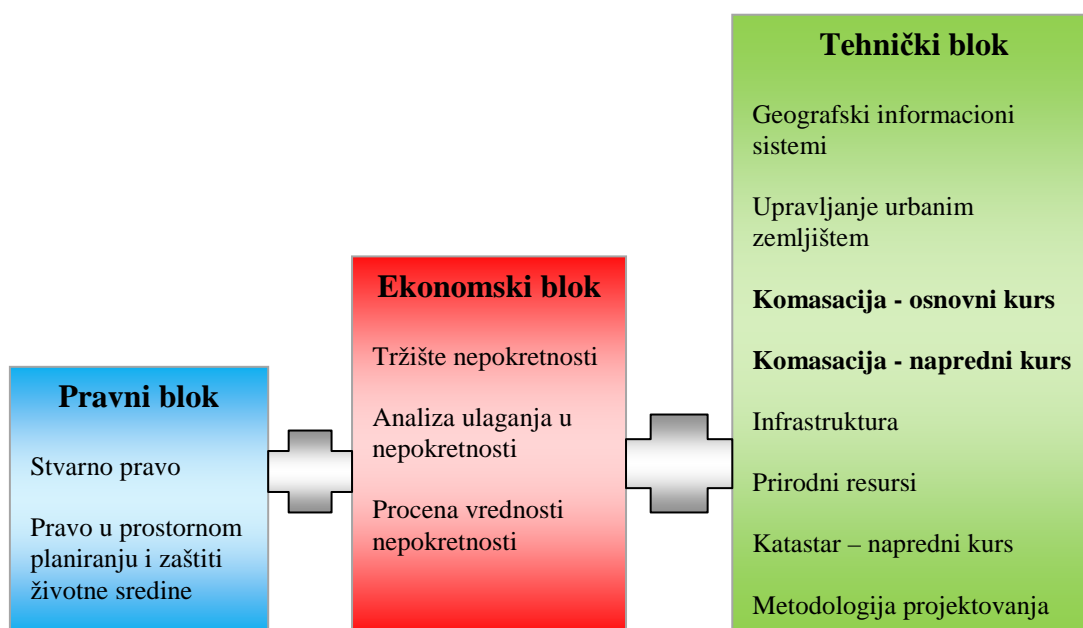 Pravni blok
Stvarno pravo
Pravo u prostornom
planiranju i zaštiti
životne sredine
Ekonomski blok
Tržište nepokretnosti
Analiza ulaganja u
nepokretnosti
Procena vrednosti
nepokretnosti
Tehnički blok
Geografski informacioni
sistemi
Upravljanje urbanim
zemljištem
Komasacija - osnovni kurs
Komasacija - napredni kurs
Infrastruktura
Prirodni resursi
Katastar – napredni kurs
Metodologija projektovanja